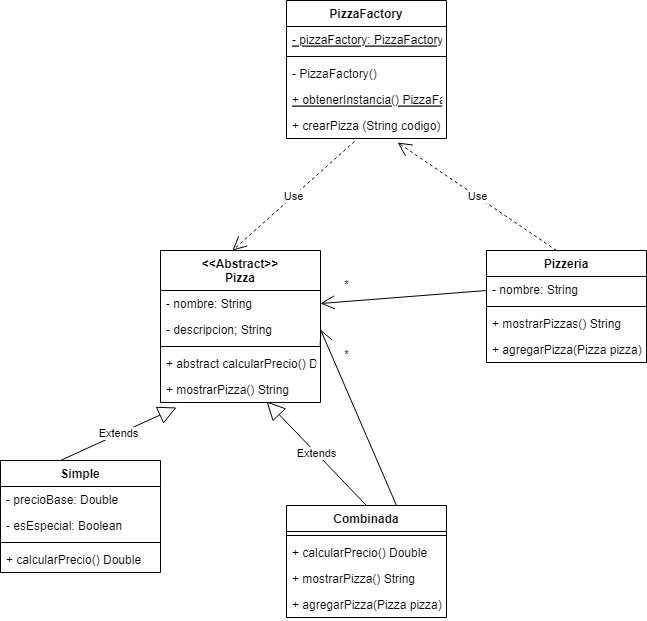 PizzaFactory
- pizzaFactory: PizzaFactory
- PizzaFactory()
+ obtenerInstancia() PizzaFa
+ crearPizza (String codigo)
Use
Use
<<Abstract>>
Pizza
- nombre: String
- descripcion; String
+ abstract calcularPrecio() D
+ mostrarPizza() String
*
*
Pizzeria
- nombre: String
+ mostrarPizzas() String
+ agregarPizza(Pizza pizza)
Extends
Extends
Simple
- precioBase: Double
- esEspecial: Boolean
+ calcularPrecio() Double
Combinada
+ calcularPrecio() Double
+ mostrarPizza() String
+ agregarPizza(Pizza pizza)